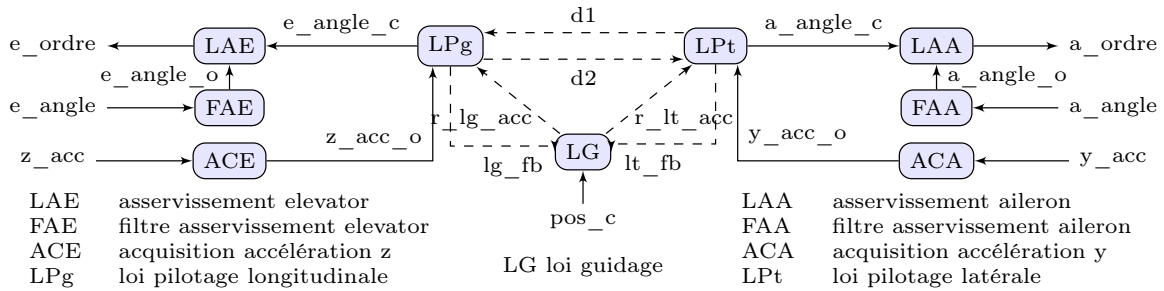 e_angle_c d1 a_angle_c
e_ordre LAE LPg LPt LAA a_ordre
e_angle_o d2 a_angle_o
e_angle FAE r_lg_acc r_lt_acc FAA a_angle
z_acc_o y_acc_o
z_acc ACE lg_fb LG lt_fb ACA y_acc
LAE asservissement elevator
FAE filtre asservissement elevator
ACE acquisition accélération z
LPg loi pilotage longitudinale
pos_c
LG loi guidage
LAA asservissement aileron
FAA filtre asservissement aileron
ACA acquisition accélération y
LPt loi pilotage latérale